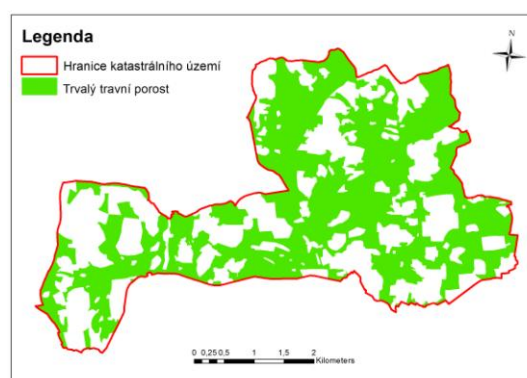 Legenda
Hranice katastrálního území
Trvalý travní porost
N
0 0,25 0,5 1 1,5 2
Kilometers